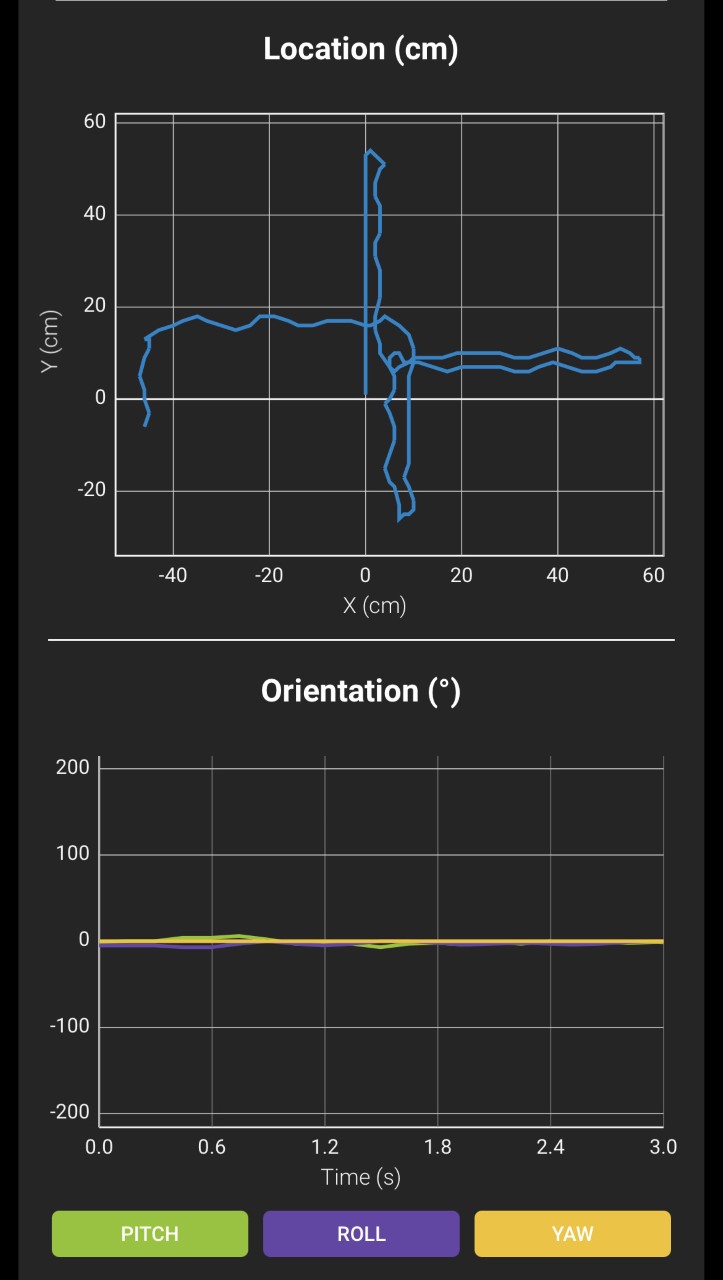 Location (cm)
60
40
20
0
-20
Y (cm)
-40 -20 0 20 40 60
X (cm)
Orientation (°)
200
100
0
-100
-200
0.0 0.6 1.2 1.8 2.4 3.0
Time (s)
PITCH ROLL YAW